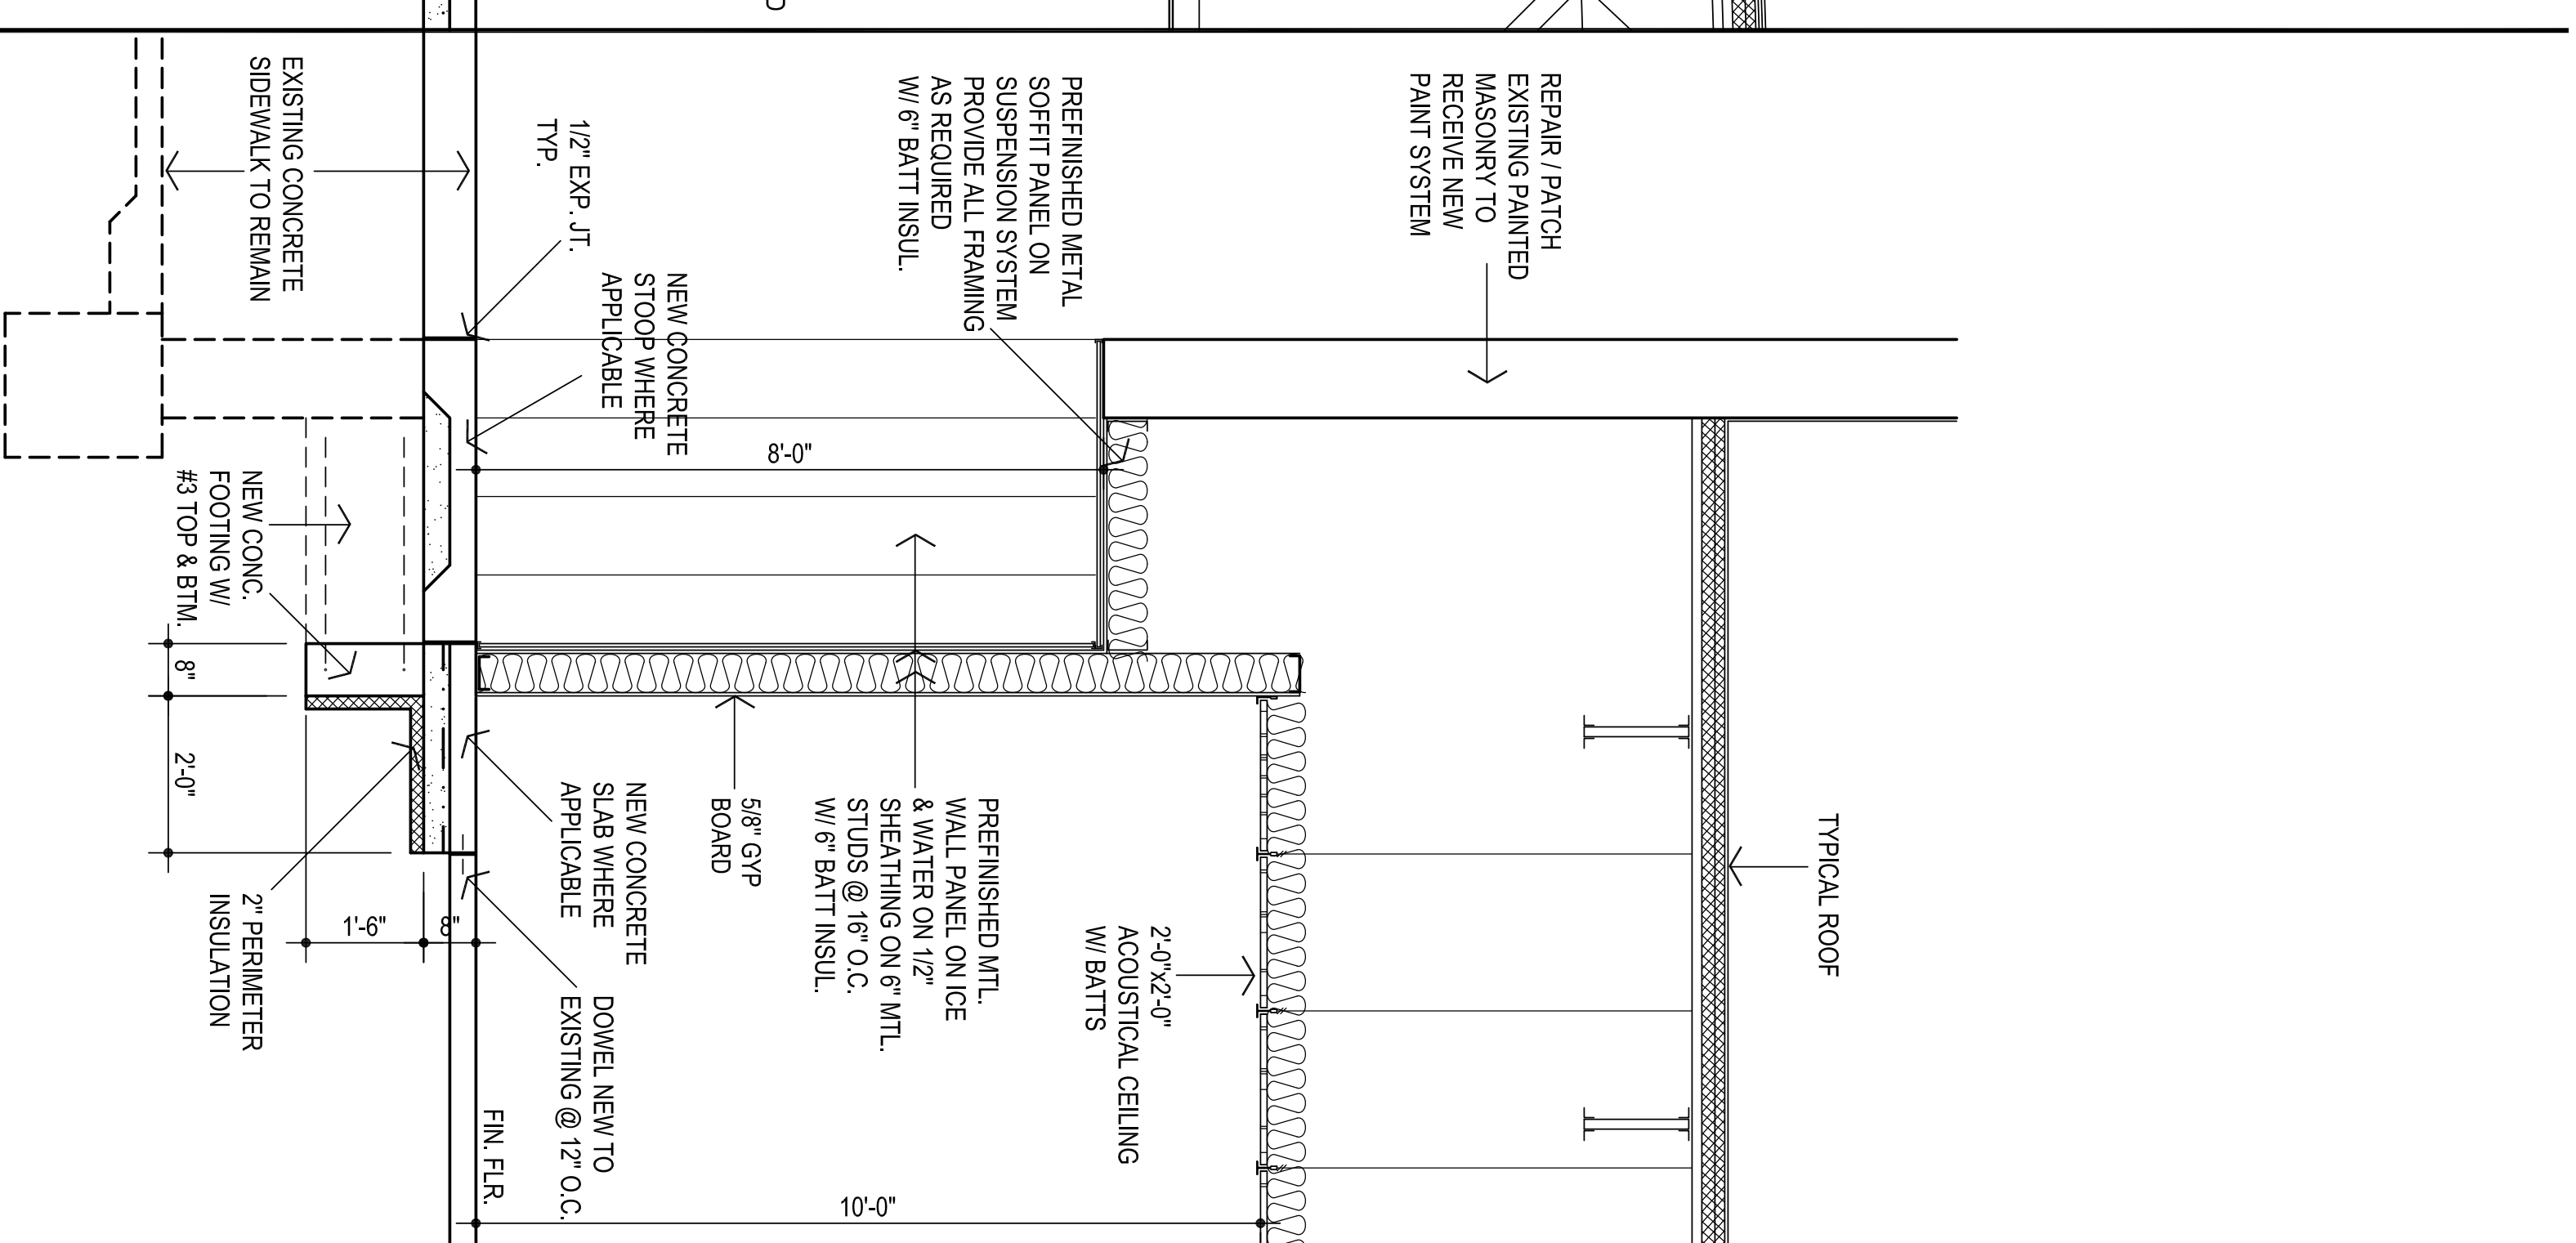 REPAIR / PATCH
EXISTING PAINTED
MASONRY TO
RECEIVE NEW
PAINT SYSTEM
TYPICAL ROOF
PREFINISHED METAL
SOFFIT PANEL ON
SUSPENSION SYSTEM
PROVIDE ALL FRAMING
AS REQUIRED
W/ 6" BATT INSUL.
2'-0"x2'-0"
ACOUSTICAL CEILING
W/ BATTS
PREFINISHED MTL.
WALL PANEL ON ICE
& WATER ON 1/2"
SHEATHING ON 6" MTL.
STUDS @ 16" O.C.
W/ 6" BATT INSUL.
8'-0"
10'-0"
5/8" GYP
BOARD
NEW CONCRETE
STOOP WHERE
APPLICABLE
NEW CONCRETE
SLAB WHERE
APPLICABLE
DOWEL NEW TO
EXISTING @ 12" O.C.
1/2" EXP. JT.
TYP.
FIN. FLR.
8"
1'-6"
EXISTING CONCRETE
SIDEWALK TO REMAIN
NEW CONC.
FOOTING W/
#3 TOP & BTM.
2" PERIMETER
INSULATION
8"
2'-0"